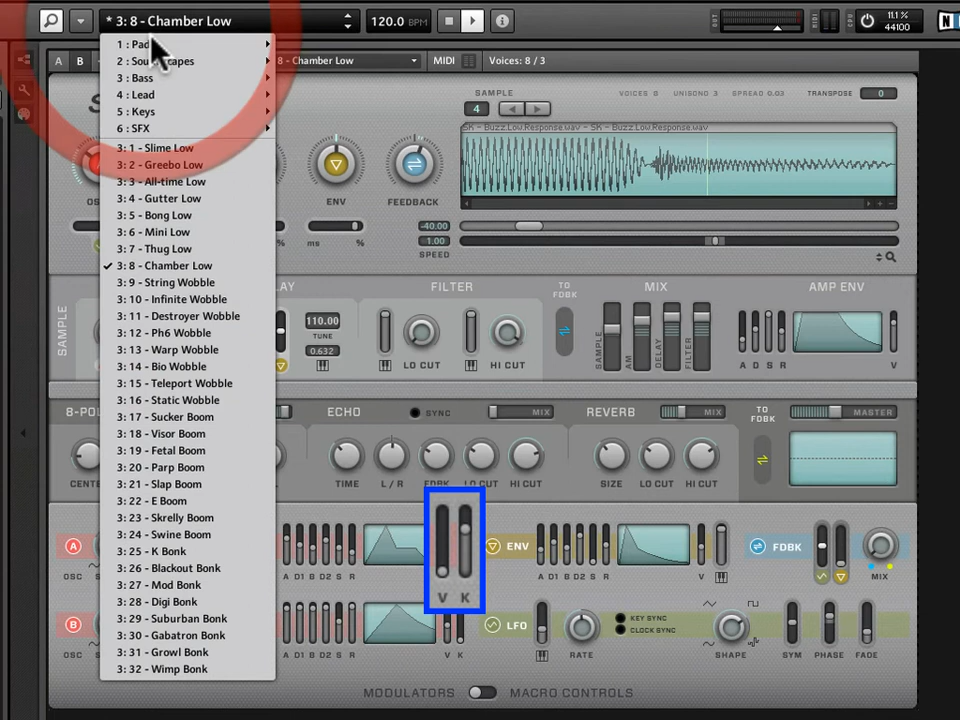 * 3: 8 - Chamber Low
120.0 BPM
11.1 %
44100
OUT
MIDI
CPU
A B
8 - Chamber Low
MIDI
Voices: 8 / 3
1 : Pad
2 : Soundscapes
3 : Bass
4 : Lead
5 : Keys
6 : SFX
3: 1 - Slime Low
3: 2 - Greebo Low
3: 3 - All-time Low
3: 4 - Gutter Low
3: 5 - Bong Low
3: 6 - Mini Low
3: 7 - Thug Low
3: 8 - Chamber Low
3: 9 - String Wobble
3: 10 - Infinite Wobble
3: 11 - Destroyer Wobble
3: 12 - Ph6 Wobble
3: 13 - Warp Wobble
3: 14 - Bio Wobble
3: 15 - Teleport Wobble
3: 16 - Static Wobble
3: 17 - Sucker Boom
3: 18 - Visor Boom
3: 19 - Fetal Boom
3: 20 - Parp Boom
3: 21 - Slap Boom
3: 22 - E Boom
3: 23 - Skrelly Boom
3: 24 - Swine Boom
3: 25 - K Bonk
3: 26 - Blackout Bonk
3: 27 - Mod Bonk
3: 28 - Digi Bonk
3: 29 - Suburban Bonk
3: 30 - Gabatron Bonk
3: 31 - Growl Bonk
3: 32 - Wimp Bonk
SAMPLE
4
VOICES 8
UNISONO 3
SPREAD 0.03
TRANSPOSE
0
SK - Buzz.Low.Response.wav - SK - Buzz.Low.Response.wav
ENV
FEEDBACK
ms %
-40.00
1.00
SPEED
SAMPLE
FILTER
110.00
TUNE
0.632
LO CUT
HI CUT
TO
FDBK
MIX
SAMPLE
AM
DELAY
FILTER
AMP ENV
A D S R
V
ECHO
SYNC
MIX
TIME
L / R
FDBK
LO CUT
HI CUT
REVERB
MIX
SIZE
LO CUT
HI CUT
TO
FDBK
MASTER
V K
A
OSC
A D1 B D2 S R
ENV
A D1 B D2 S R
V
FDBK
MIX
B
OSC
A D1 B D2 S R
V K
LFO
RATE
KEY SYNC
CLOCK SYNC
SHAPE
SYM
PHASE
FADE
MODULATORS
MACRO CONTROLS